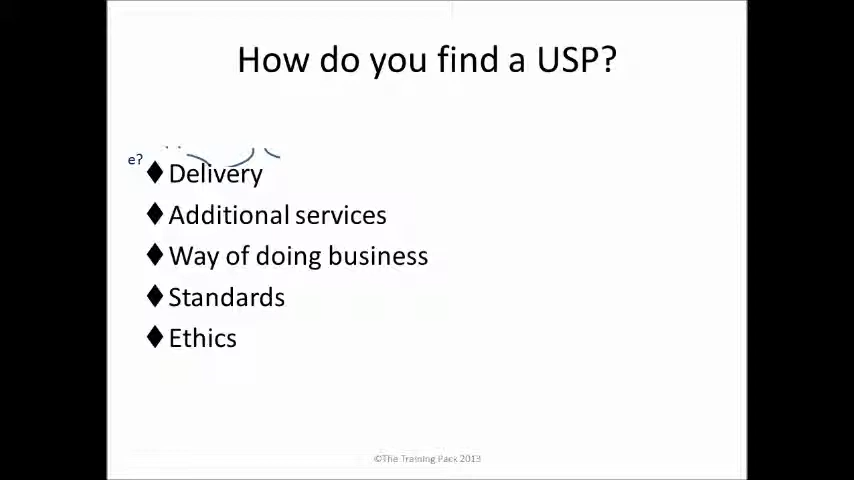 How do you find a USP?
e?
Delivery
Additional services
Way of doing business
Standards
Ethics
©The Training Pack 2013